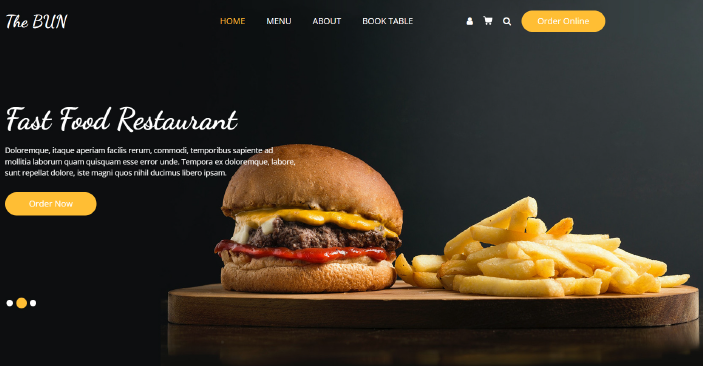 The BUN
HOME MENU ABOUT BOOK TABLE
Order Online
Fast Food Restaurant
Doloremque, itaque aperiam facilis rerum, commodi, temporibus sapiente ad
mollitia laborum quam quisquam esse error unde. Tempora ex doloremque, labore,
sunt repellat dolore, iste magni quos nihil ducimus libero ipsam.
Order Now